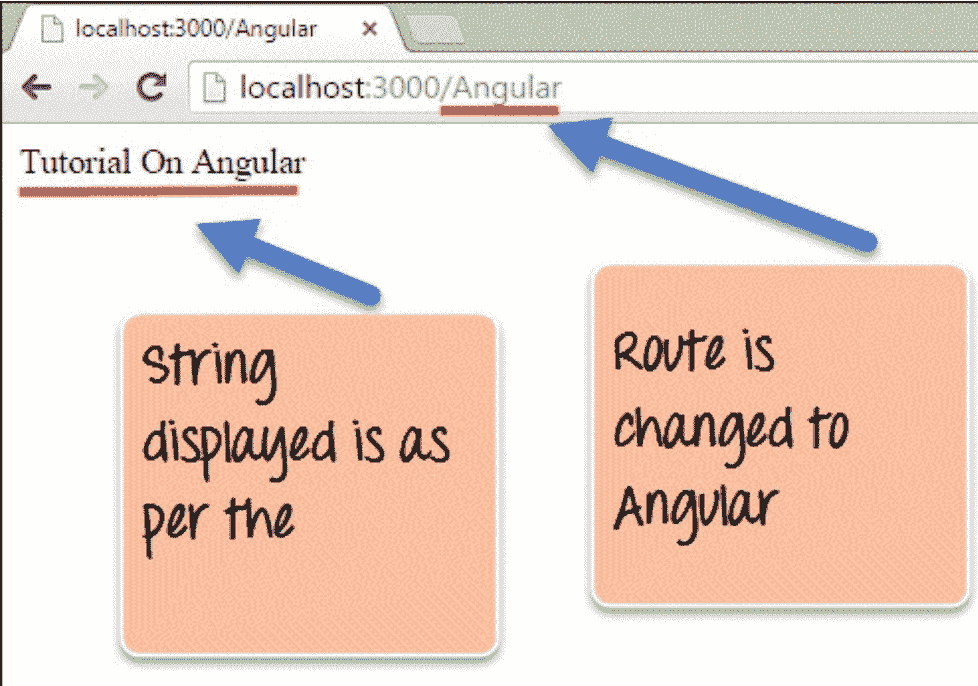 localhost:3000/Angular
localhost:3000/Angular
Tutorial On Angular
String
displayed is as
per the
Route is
changed to
Angular